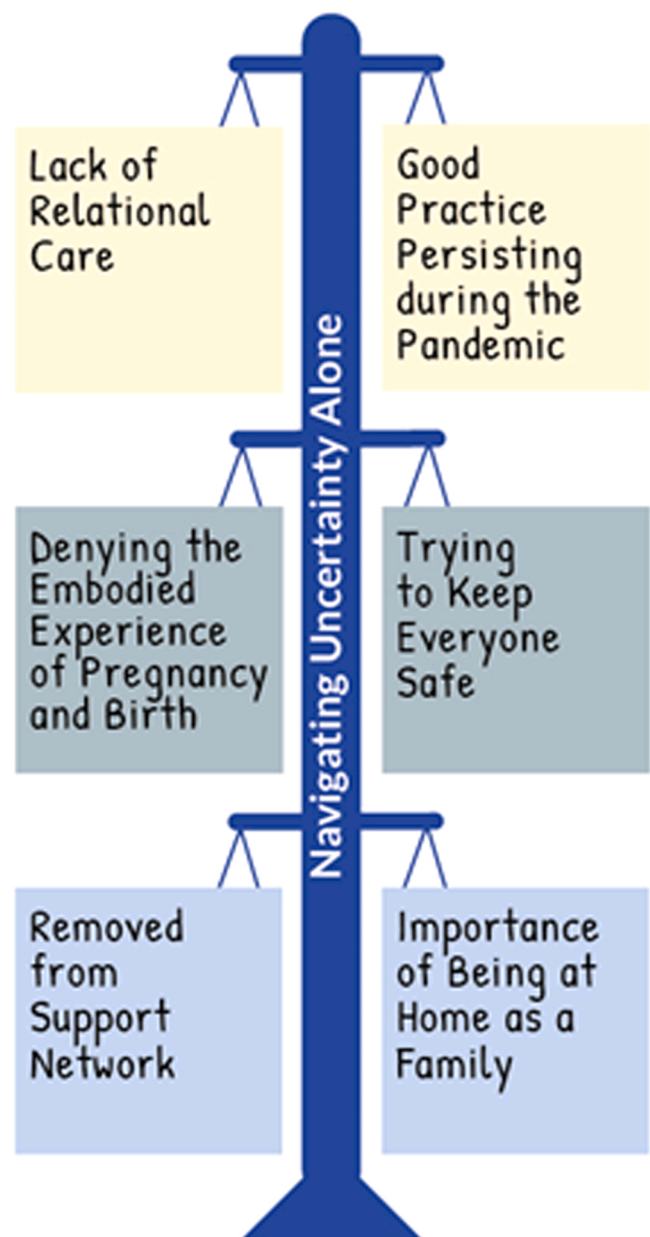 Lack of
Relational
Care
Good
Practice
Persisting
during the
Pandemic
Navigating Uncertainty Alone
Denying the
Embodied
Experience
of Pregnancy
and Birth
Trying
to Keep
Everyone
Safe
Removed
from
Support
Network
Importance
of Being at
Home as a
Family